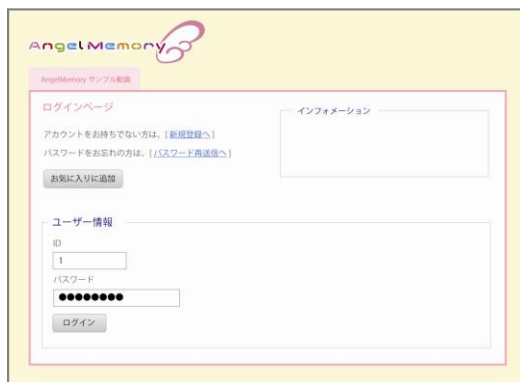 AngelMemory
AngelMemory サンプル動画
ログインページ
アカウントをお持ちでない方は、[ 新規登録へ ]
パスワードをお忘れの方は、[ パスワード再送信へ ]
お気に入りに追加
インフォメーション
ユーザー情報
ID
1
パスワード
●●●●●●●●
ログイン